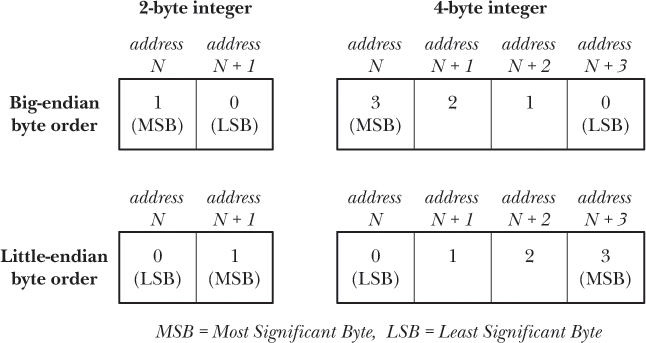 2-byte integer 4-byte integer
address address address address address address
N N + 1 N N + 1 N + 2 N + 3
Big-endian 1 0 3 2 1 0
byte order (MSB) (LSB) (MSB) (LSB)
address address address address address address
N N + 1 N N + 1 N + 2 N + 3
Little-endian 0 1 0 1 2 3
byte order (LSB) (MSB) (LSB) (MSB)
MSB = Most Significant Byte, LSB = Least Significant Byte